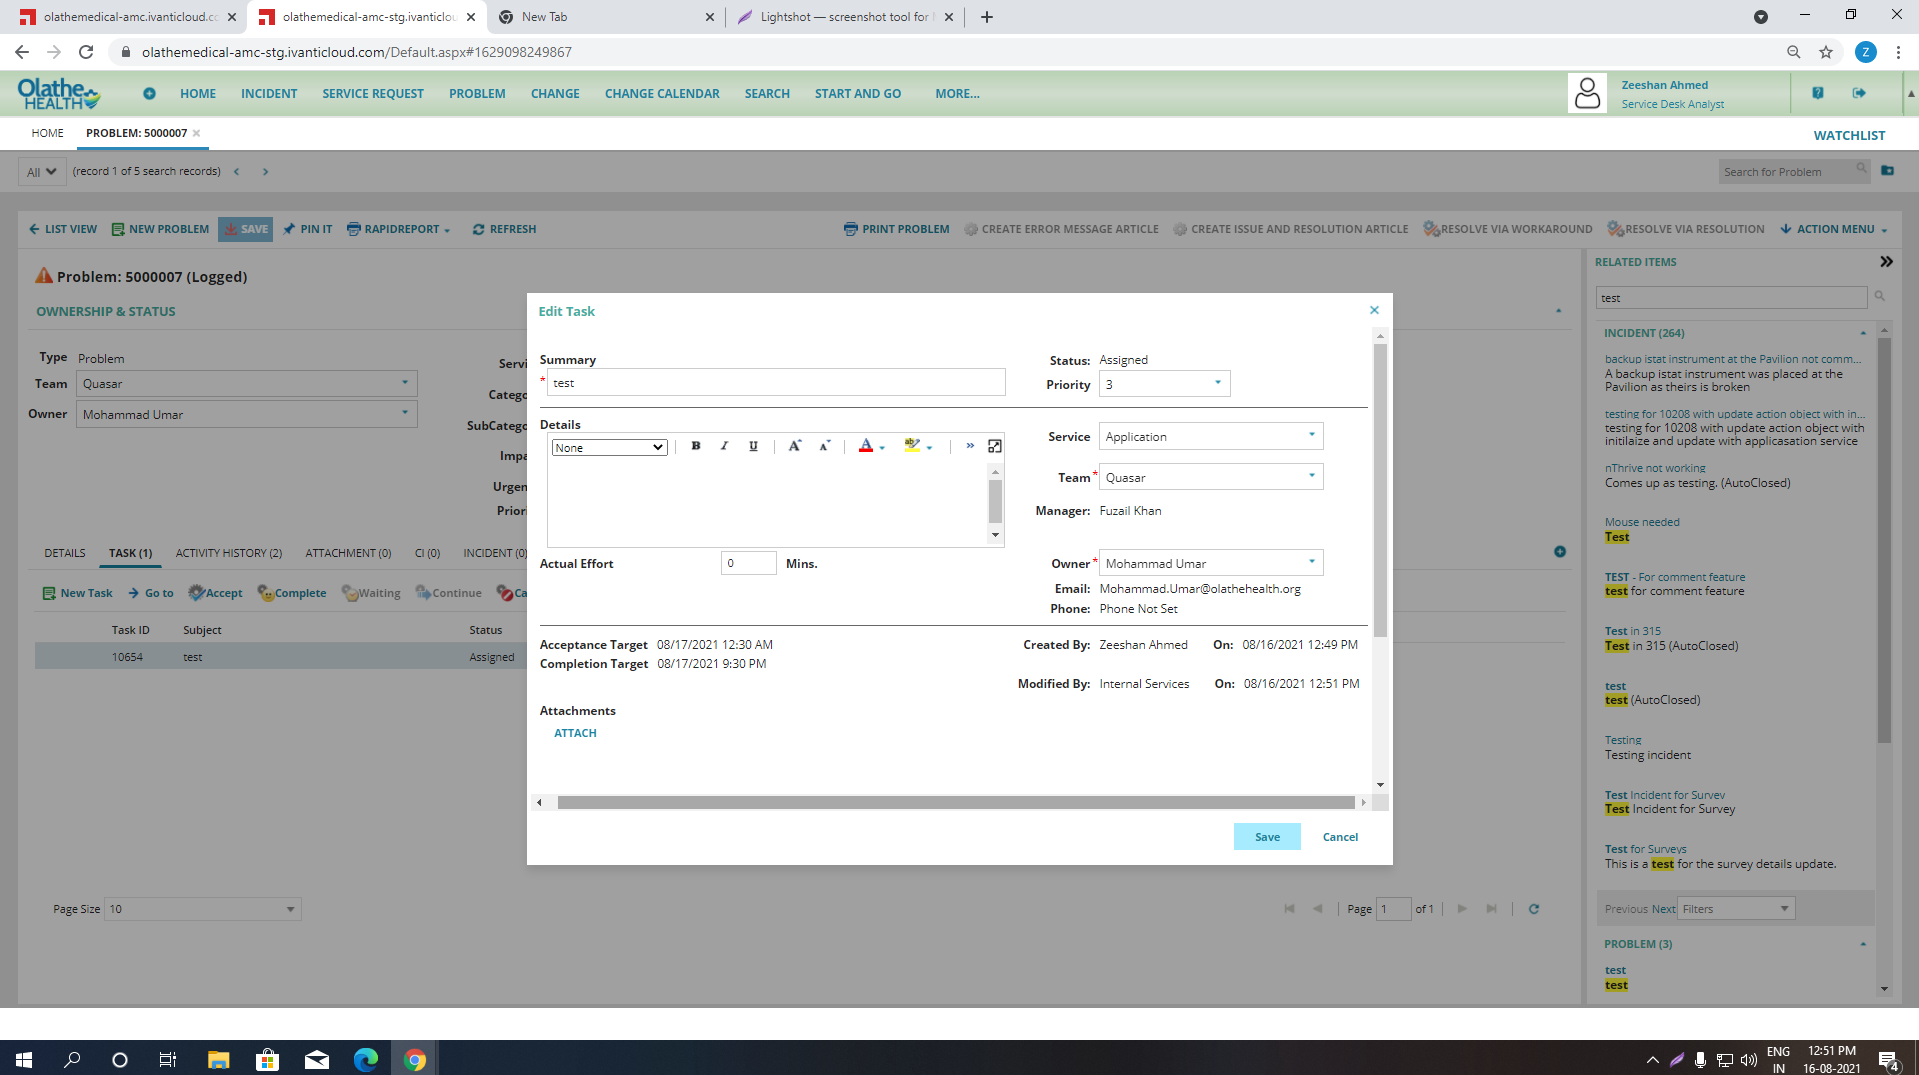 olathemedical-amc.ivanticloud.co
olathemedical-amc-stg.ivanticlou
New Tab
Lightshot — screenshot tool for
olathemedical-amc-stg.ivanticloud.com/Default.aspx#1629098249867
Z
Olathe HEALTH
HOME INCIDENT SERVICE REQUEST PROBLEM CHANGE CHANGE CALENDAR SEARCH START AND GO MORE...
Zeeshan Ahmed
Service Desk Analyst
HOME PROBLEM: 5000007
WATCHLIST
All (record 1 of 5 search records)
Search for Problem
LIST VIEW NEW PROBLEM SAVE PIN IT RAPIDREPORT REFRESH PRINT PROBLEM CREATE ERROR MESSAGE ARTICLE CREATE ISSUE AND RESOLUTION ARTICLE RESOLVE VIA WORKAROUND RESOLVE VIA RESOLUTION ACTION MENU
Problem: 5000007 (Logged)
OWNERSHIP & STATUS
Type Problem
Team Quasar
Owner Mohammad Umar
Servi
Catego
SubCatego
Impa
Urgen
Priori
DETAILS TASK (1) ACTIVITY HISTORY (2) ATTACHMENT (0) CI (0) INCIDENT (0)
New Task Go to Accept Complete Waiting Continue Ca
Task ID Subject Status
10654 test Assigned
Page Size 10
Page 1 of 1
Edit Task
Summary
* test
Status: Assigned
Priority 3
Details
None B I U A A A ab »
Actual Effort 0 Mins.
Service Application
Team * Quasar
Manager: Fuzail Khan
Owner * Mohammad Umar
Email: Mohammad.Umar@olathehealth.org
Phone: Phone Not Set
Acceptance Target 08/17/2021 12:30 AM
Completion Target 08/17/2021 9:30 PM
Created By: Zeeshan Ahmed On: 08/16/2021 12:49 PM
Modified By: Internal Services On: 08/16/2021 12:51 PM
Attachments
ATTACH
Save Cancel
RELATED ITEMS
test
INCIDENT (264)
backup istat instrument at the Pavilion not comm...
A backup istat instrument was placed at the
Pavilion as theirs is broken
testing for 10208 with update action object with in...
testing for 10208 with update action object with
initilaize and update with applicasation service
nThrive not working
Comes up as testing. (AutoClosed)
Mouse needed
Test
TEST - For comment feature
test for comment feature
Test in 315
Test in 315 (AutoClosed)
test
test (AutoClosed)
Testing
Testing incident
Test Incident for Survey
Test Incident for Survey
Test for Surveys
This is a test for the survey details update.
Previous Next Filters
PROBLEM (3)
test
test
ENG
IN
12:51 PM
16-08-2021
4